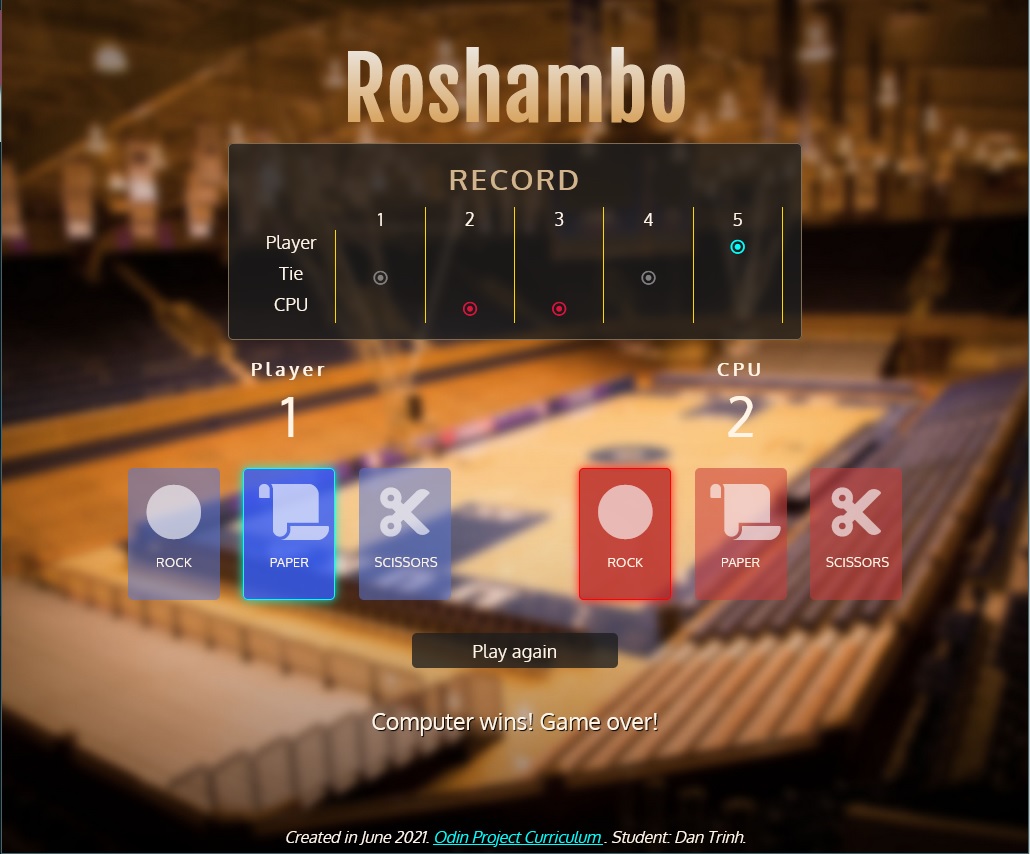 Roshambo
RECORD
1 2 3 4 5
Player
Tie
CPU
Player CPU
1 2
ROCK PAPER SCISSORS ROCK PAPER SCISSORS
Play again
Computer wins! Game over!
Created in June 2021. Odin Project Curriculum . Student: Dan Trinh.